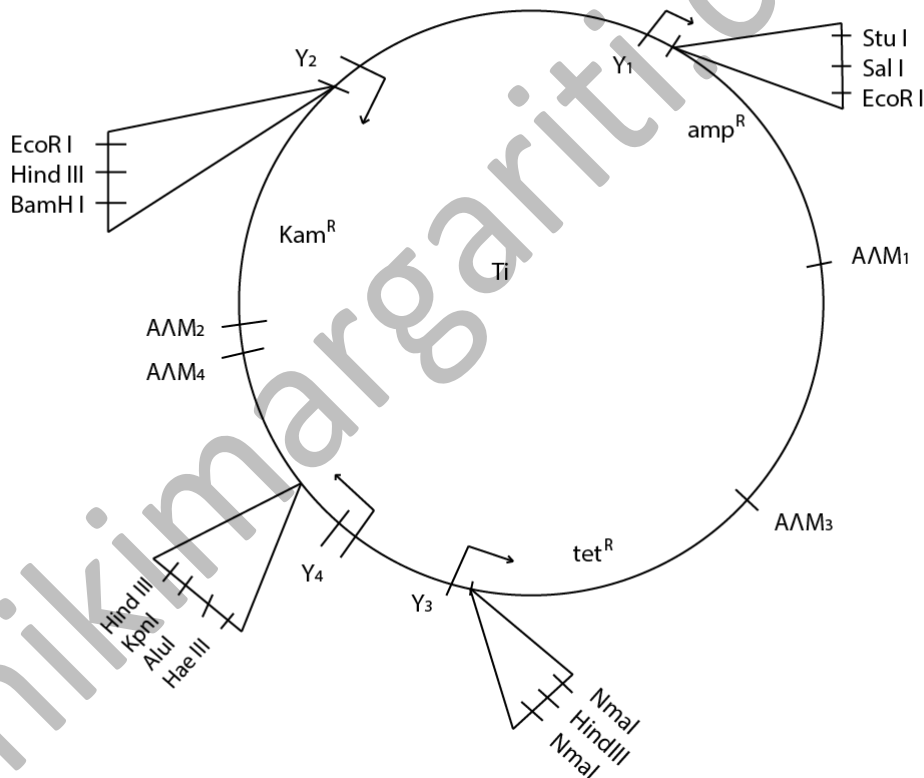 Y₂
Y₁
Stu I
Sal I
EcoR I
ampᴿ
EcoR I
Hind III
BamH I
Kamᴿ
Ti
ΑΛΜ₁
ΑΛΜ₂
ΑΛΜ₄
ΑΛΜ₃
tetᴿ
Y₄
Y₃
Hind III
KpnI
AluI
Hae III
NmaI
HindIII
NmaI
nikimargariti.c